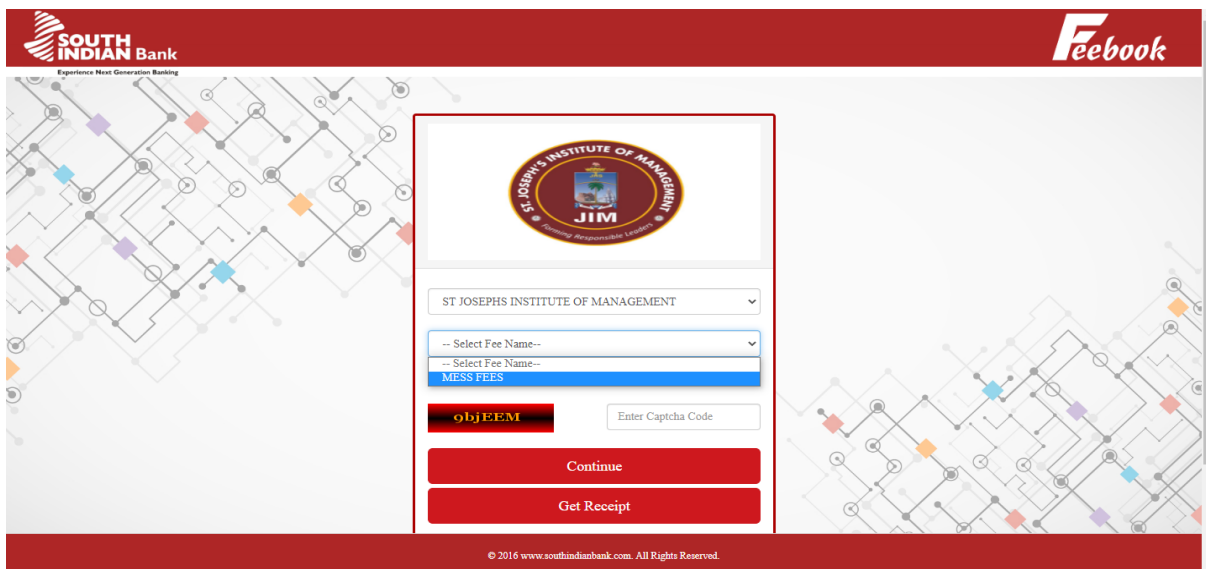 SOUTH
INDIAN Bank
Experience Next Generation Banking
Feebook
ST. JOSEPH'S INSTITUTE OF MANAGEMENT
JIM
Forming Responsible Leaders
ST JOSEPHS INSTITUTE OF MANAGEMENT
-- Select Fee Name--
-- Select Fee Name--
MESS FEES
9bjEEM
Enter Captcha Code
Continue
Get Receipt
© 2016 www.southindianbank.com. All Rights Reserved.